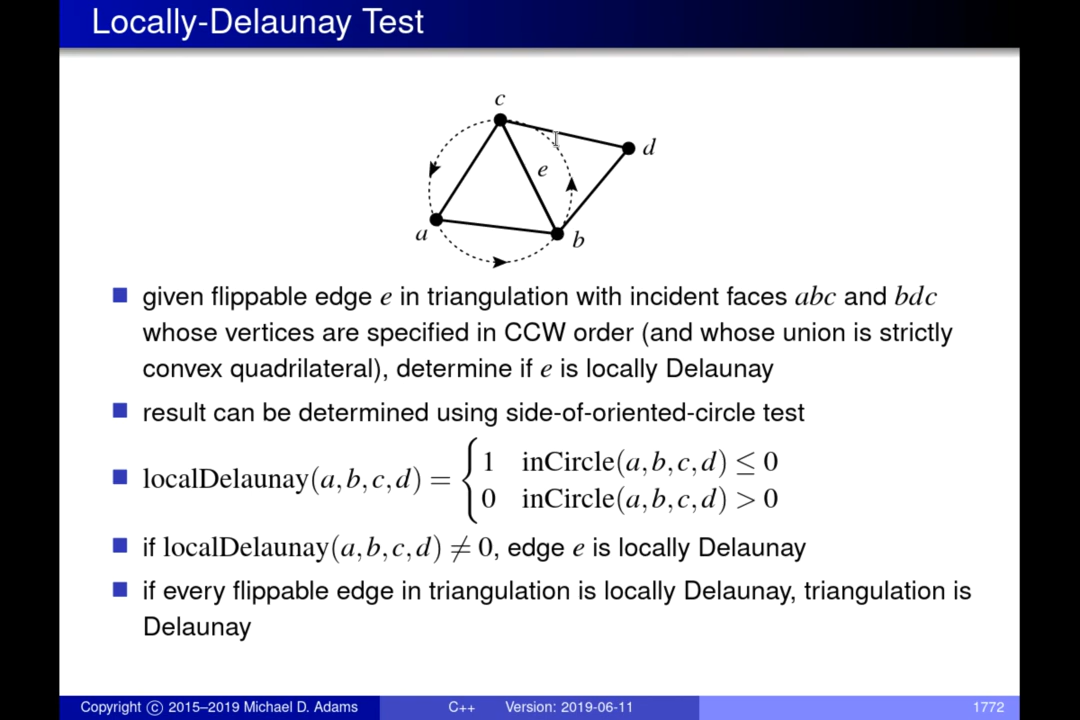 Locally-Delaunay Test
c
d
e
a
b
given flippable edge e in triangulation with incident faces abc and bdc
whose vertices are specified in CCW order (and whose union is strictly
convex quadrilateral), determine if e is locally Delaunay
result can be determined using side-of-oriented-circle test
localDelaunay(a,b,c,d) = { 1 inCircle(a,b,c,d) ≤ 0
0 inCircle(a,b,c,d) > 0
if localDelaunay(a,b,c,d) ≠ 0, edge e is locally Delaunay
if every flippable edge in triangulation is locally Delaunay, triangulation is
Delaunay
Copyright © 2015–2019 Michael D. Adams C++ Version: 2019-06-11 1772